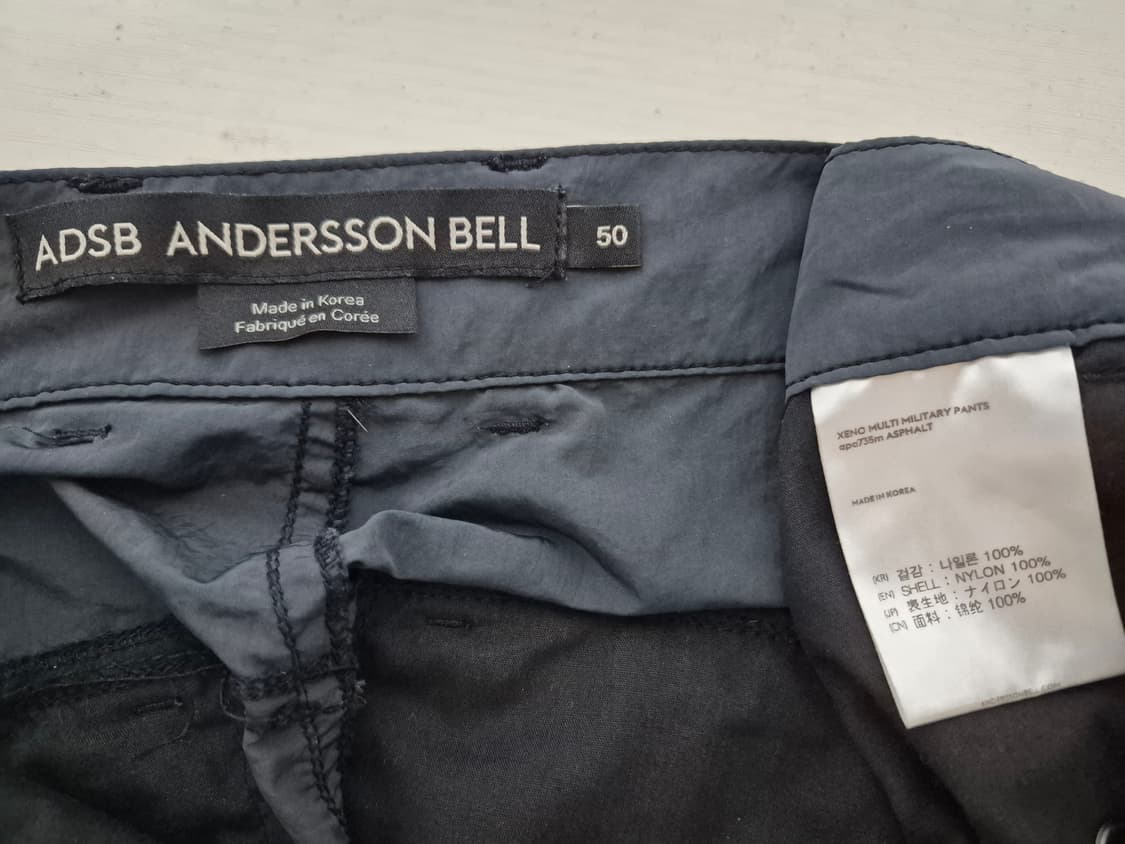 ADSB ANDERSSON BELL
50
Made in Korea
Fabriqué en Corée
XENO MULTI MILITARY PANTS
apa735m ASPHALT
MADE IN KOREA
(KR) 겉감 : 나일론 100%
(EN) SHELL : NYLON 100%
(JP) 表生地 : ナイロン 100%
(CN) 面料 : 锦纶 100%